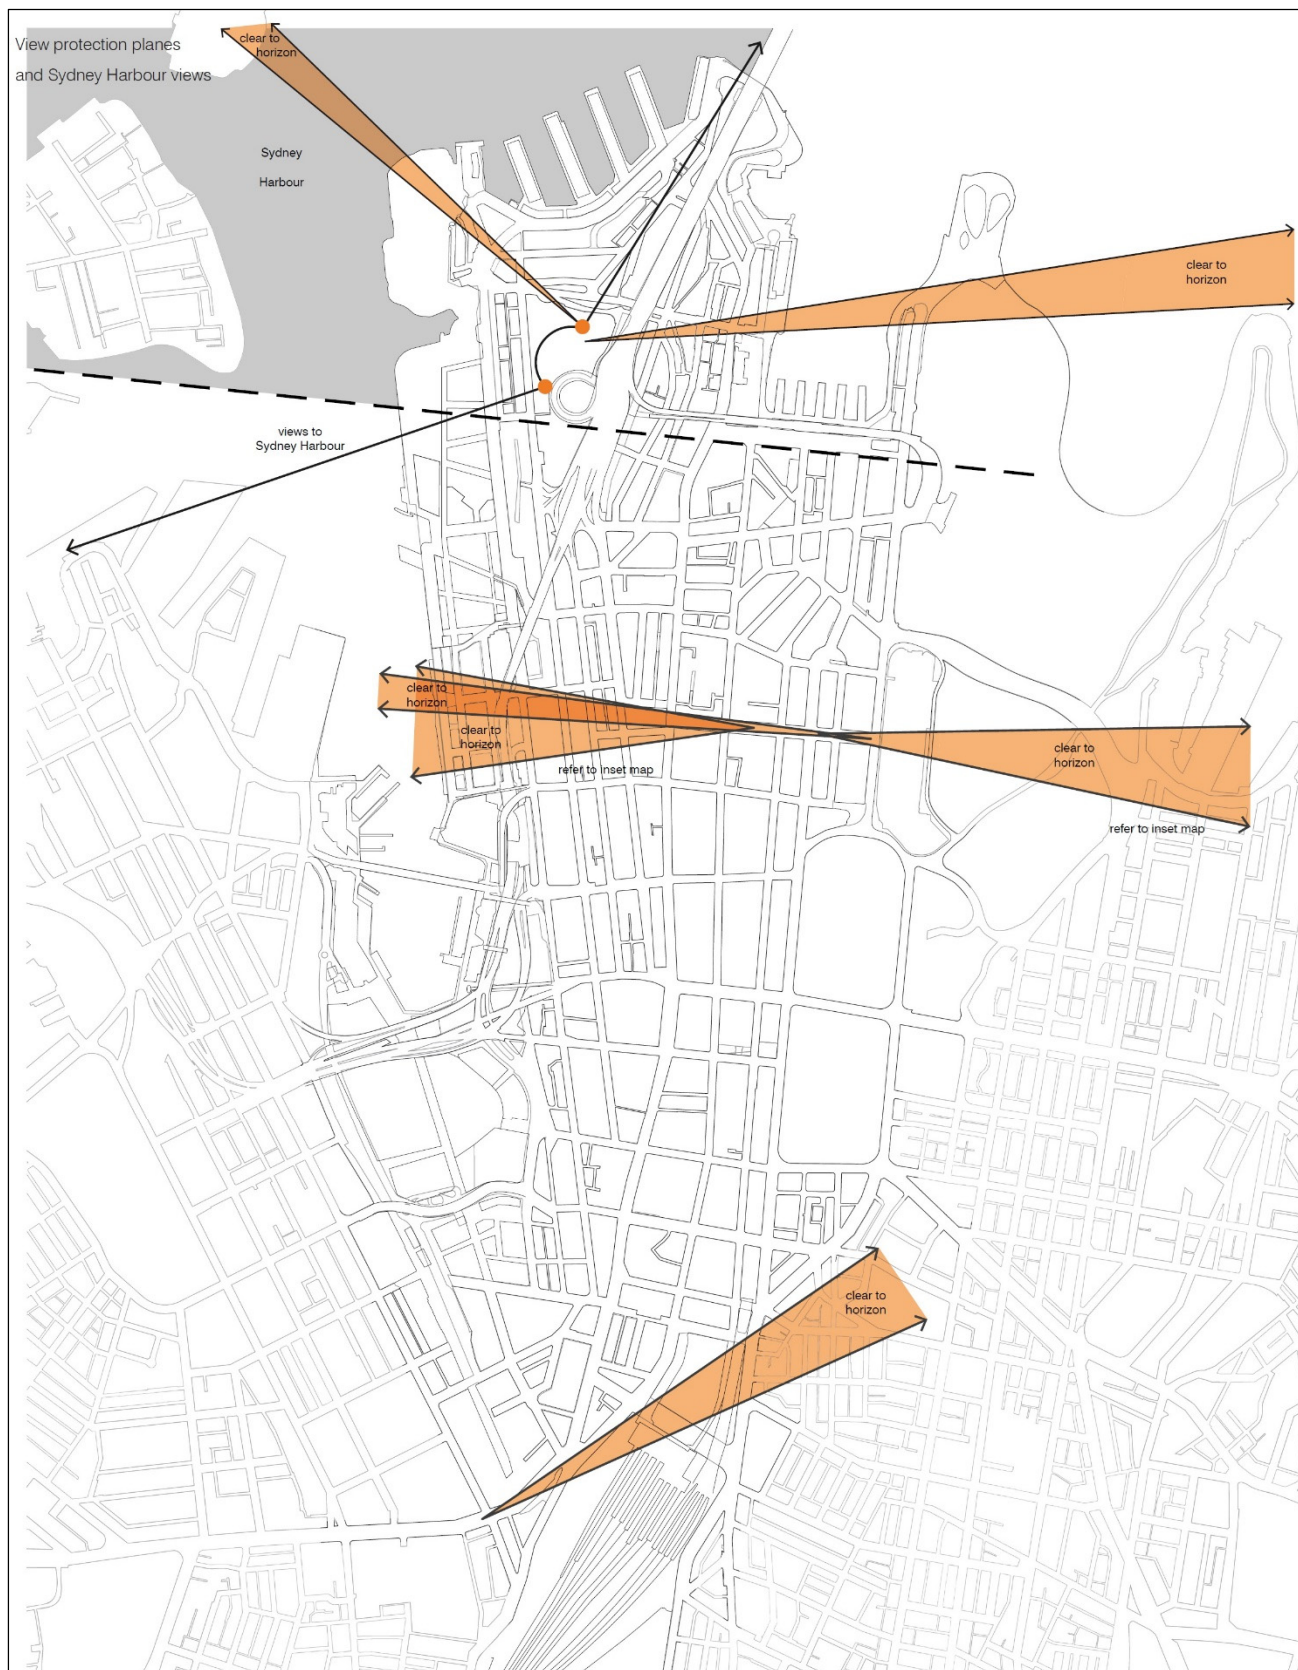 View protection planes
and Sydney Harbour views
clear to
horizon
Sydney
Harbour
clear to
horizon
views to
Sydney Harbour
clear to
horizon
clear to
horizon
refer to inset map
clear to
horizon
refer to inset map
clear to
horizon